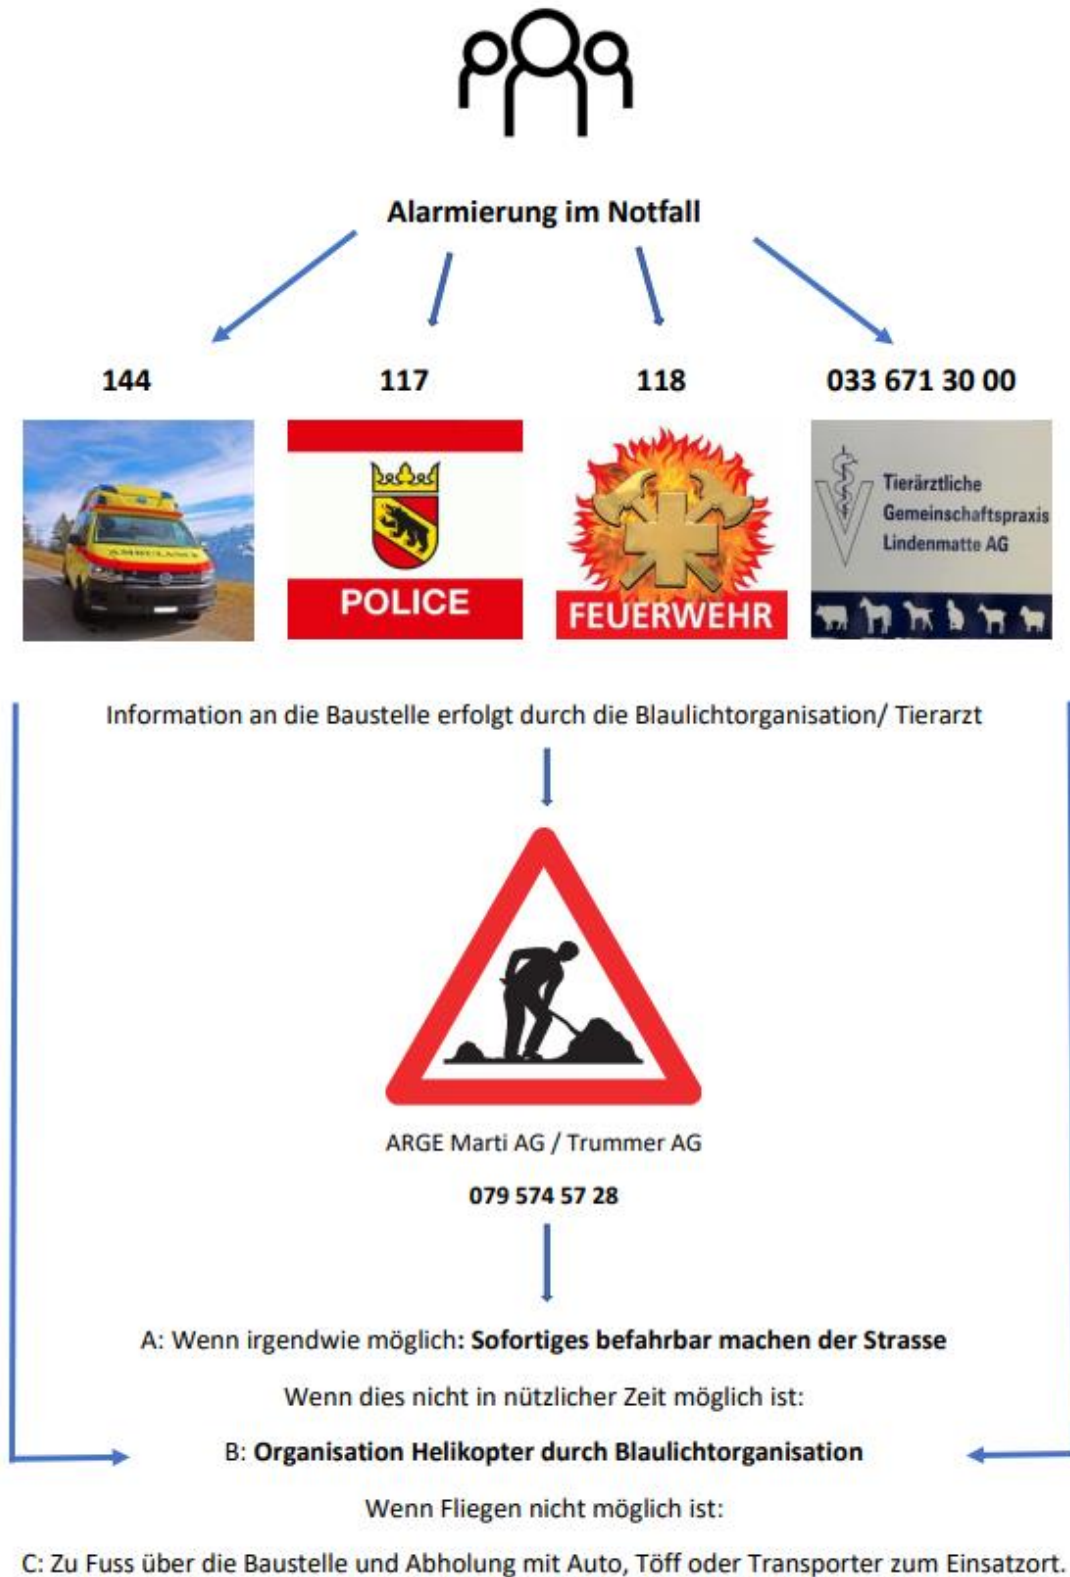 Alarmierung im Notfall
144
117
118
033 671 30 00
AMBULANCE
POLICE
FEUERWEHR
Tierärztliche
Gemeinschaftspraxis
Lindenmatte AG
Information an die Baustelle erfolgt durch die Blaulichtorganisation/ Tierarzt
ARGE Marti AG / Trummer AG
079 574 57 28
A: Wenn irgendwie möglich: Sofortiges befahrbar machen der Strasse
Wenn dies nicht in nützlicher Zeit möglich ist:
B: Organisation Helikopter durch Blaulichtorganisation
Wenn Fliegen nicht möglich ist:
C: Zu Fuss über die Baustelle und Abholung mit Auto, Töff oder Transporter zum Einsatzort.